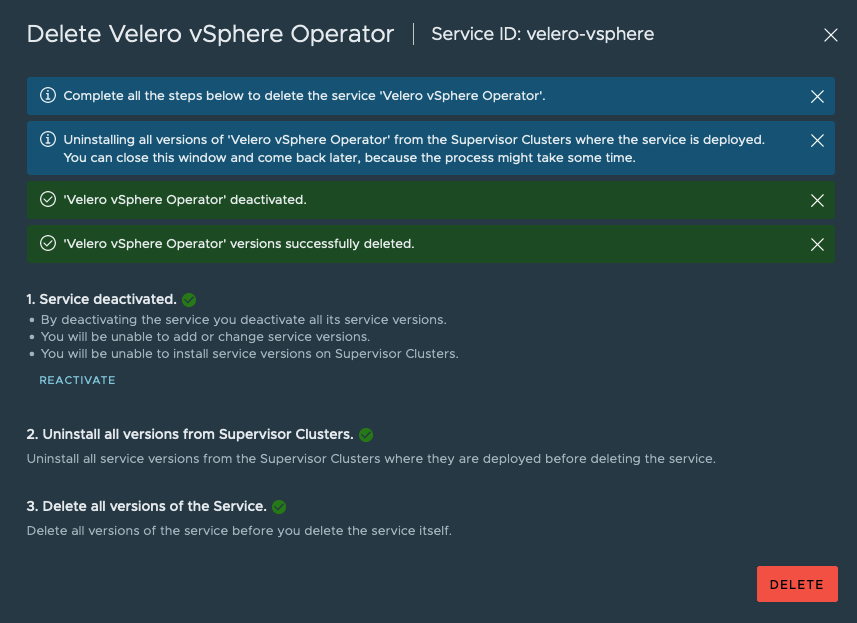 Delete Velero vSphere Operator | Service ID: velero-vsphere
Complete all the steps below to delete the service 'Velero vSphere Operator'.
Uninstalling all versions of 'Velero vSphere Operator' from the Supervisor Clusters where the service is deployed.
You can close this window and come back later, because the process might take some time.
'Velero vSphere Operator' deactivated.
'Velero vSphere Operator' versions successfully deleted.
1. Service deactivated.
• By deactivating the service you deactivate all its service versions.
• You will be unable to add or change service versions.
• You will be unable to install service versions on Supervisor Clusters.
REACTIVATE
2. Uninstall all versions from Supervisor Clusters.
Uninstall all service versions from the Supervisor Clusters where they are deployed before deleting the service.
3. Delete all versions of the Service.
Delete all versions of the service before you delete the service itself.
DELETE